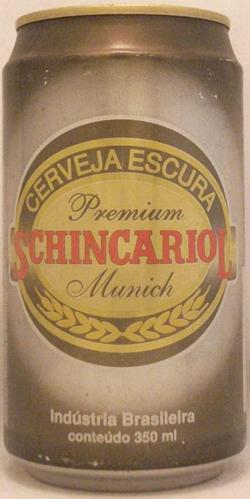 CERVEJA ESCURA
Premium
SCHINCARIOL
Munich
Indústria Brasileira
conteúdo 350 ml